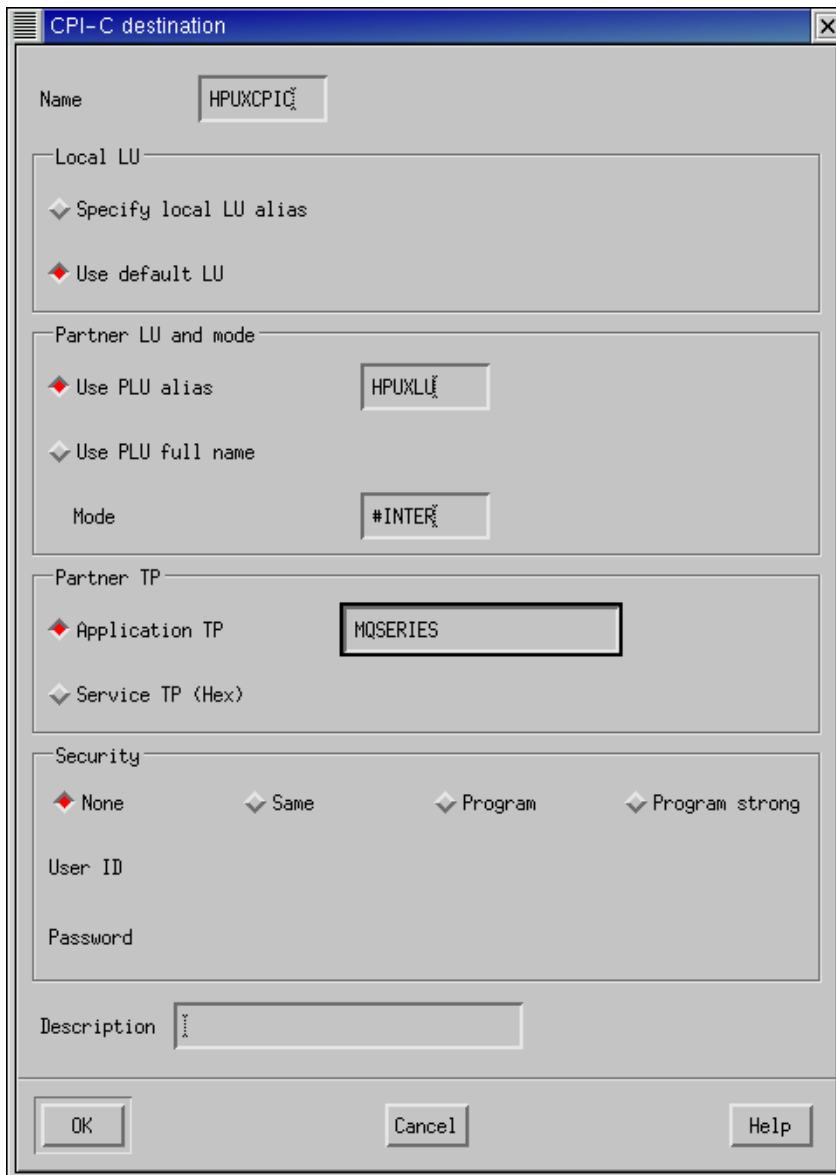 CPI-C destination
Name HPUXCPIC
Local LU
Specify local LU alias
Use default LU
Partner LU and mode
Use PLU alias HPUXLU
Use PLU full name
Mode #INTER
Partner TP
Application TP MQSERIES
Service TP (Hex)
Security
None Same Program Program strong
User ID
Password
Description
OK Cancel Help